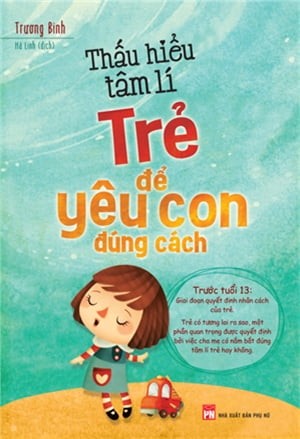 Trương Bình
Hà Linh (dịch)
Thấu hiểu
tâm lí
Trẻ
để
yêu con
đúng cách
Trước tuổi 13:
Giai đoạn quyết định nhân cách
của trẻ.
Trẻ có tương lai ra sao, một
phần quan trọng được quyết định
bởi việc cha mẹ có nắm bắt đúng
tâm lí trẻ hay không.
PN NHÀ XUẤT BẢN PHỤ NỮ